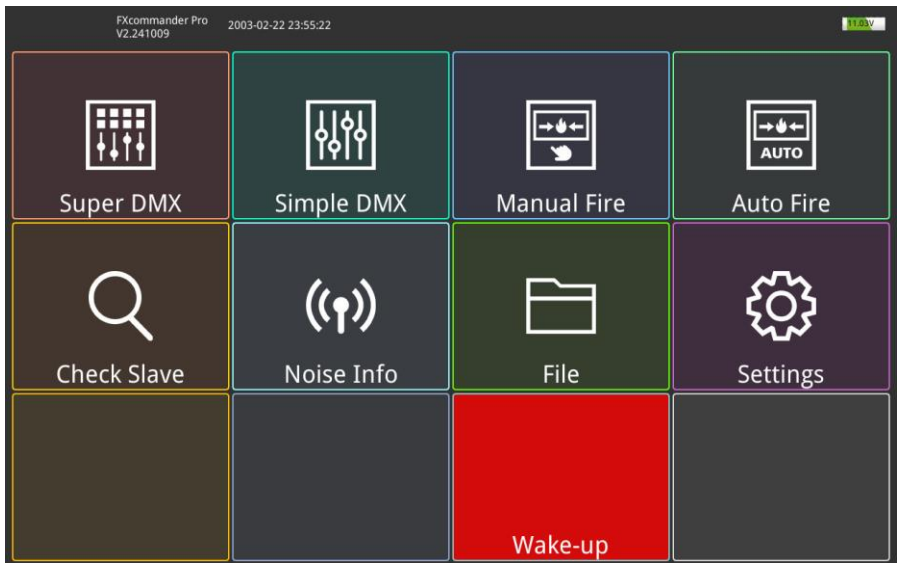 FXcommander Pro
V2.241009
2003-02-22 23:55:22
11.03V
Super DMX
Simple DMX
Manual Fire
AUTO
Auto Fire
Check Slave
Noise Info
File
Settings
Wake-up